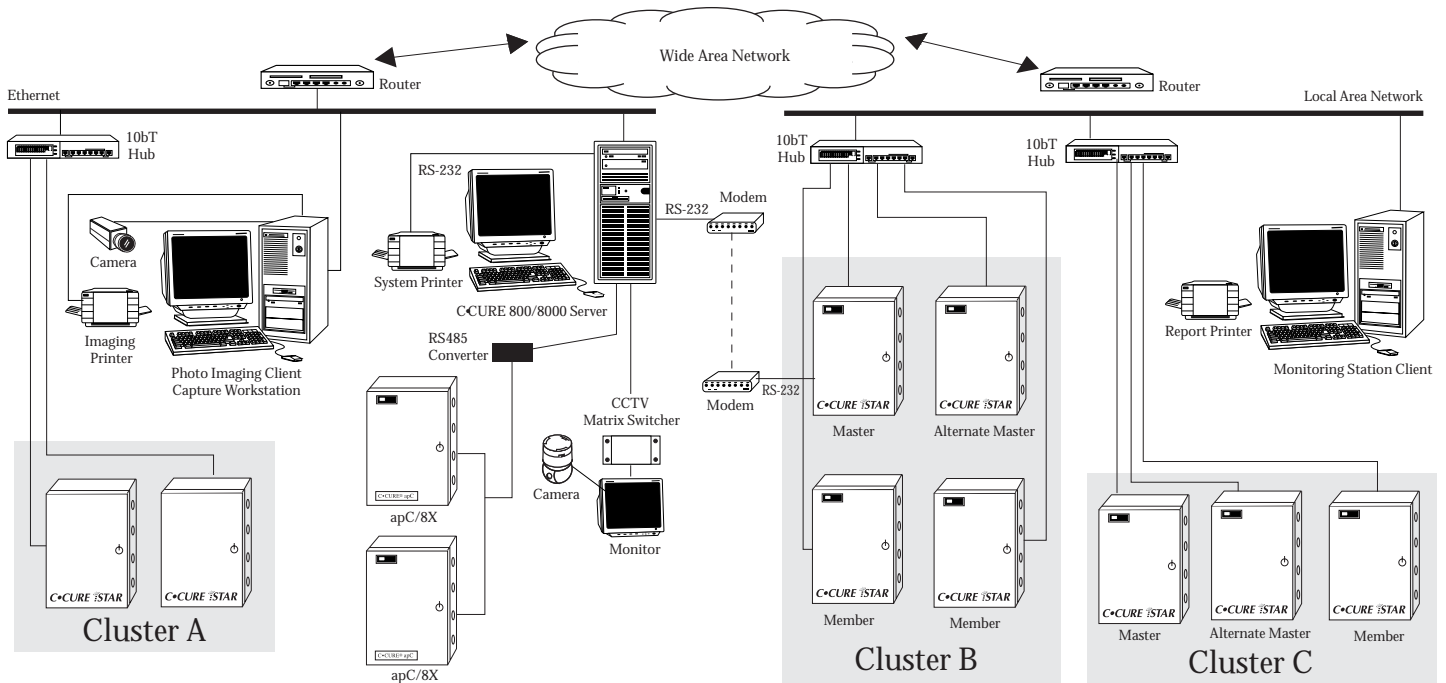 Wide Area Network
Router
Router
Ethernet
Local Area Network
10bT
Hub
RS-232
RS-232
Modem
10bT
Hub
10bT
Hub
Camera
System Printer
C•CURE 800/8000 Server
Imaging
Printer
Photo Imaging Client
Capture Workstation
RS485
Converter
Modem
RS-232
Report Printer
Monitoring Station Client
CCTV
Matrix Switcher
C•CURE iSTAR
Master
C•CURE iSTAR
Alternate Master
C•CURE® apC
apC/8X
Camera
Monitor
C•CURE iSTAR
C•CURE iSTAR
Cluster A
C•CURE® apC
apC/8X
C•CURE iSTAR
Member
C•CURE iSTAR
Member
Cluster B
C•CURE iSTAR
Master
C•CURE iSTAR
Alternate Master
C•CURE iSTAR
Member
Cluster C